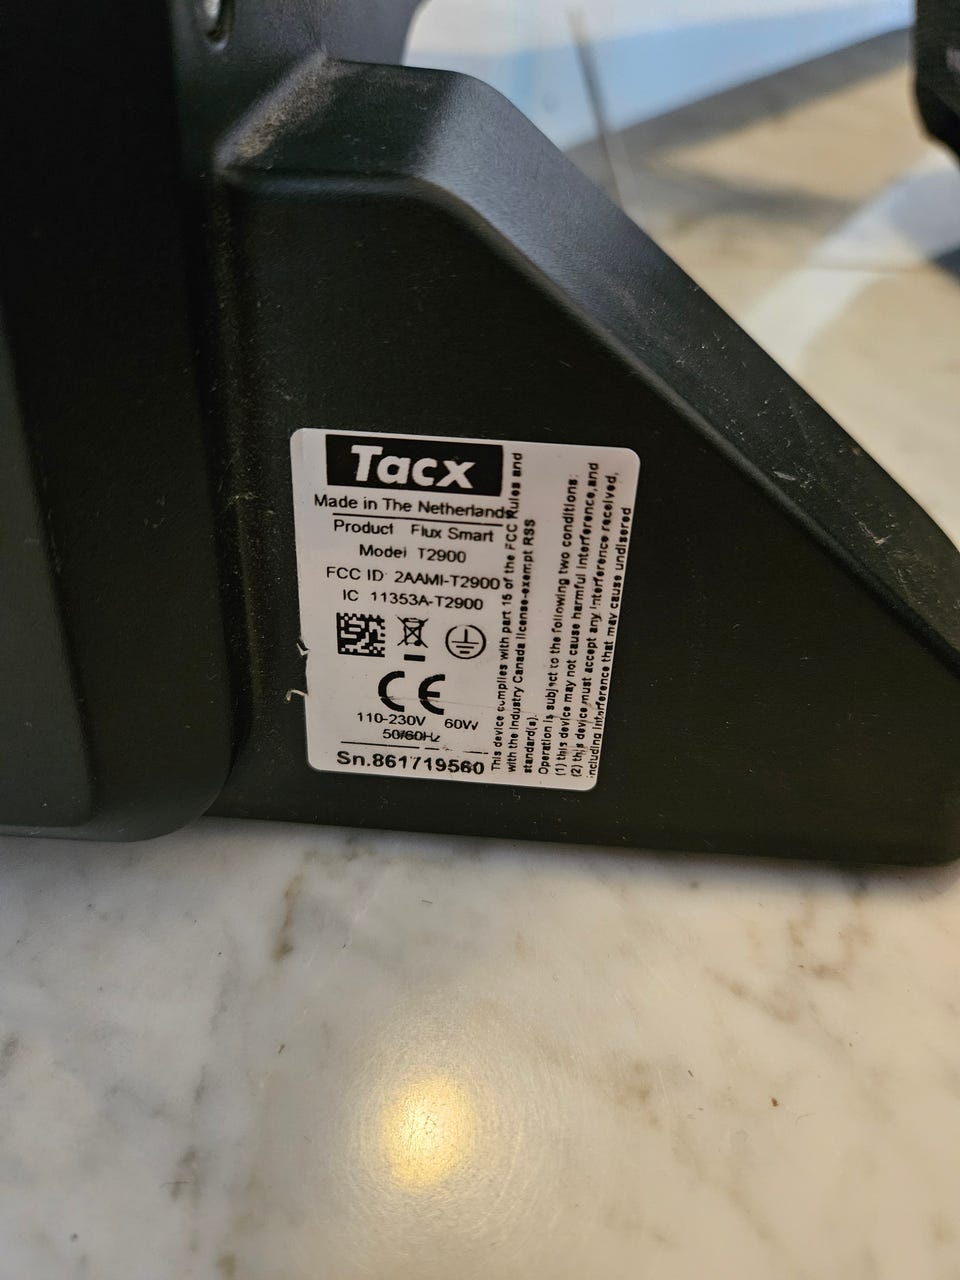 Tacx
Made in The Netherlands
Product Flux Smart
Model T2900
FCC ID: 2AAMI-T2900
IC 11353A-T2900
CE
110-230V 60W
50/60Hz
Sn.861719560
This device complies with part 15 of the FCC Rules and
with the Industry Canada license-exempt RSS
standard(s).
Operation is subject to the following two conditions:
(1) this device may not cause harmful interference,and
(2) this device must accept any interference received,
including interference that may cause undisered